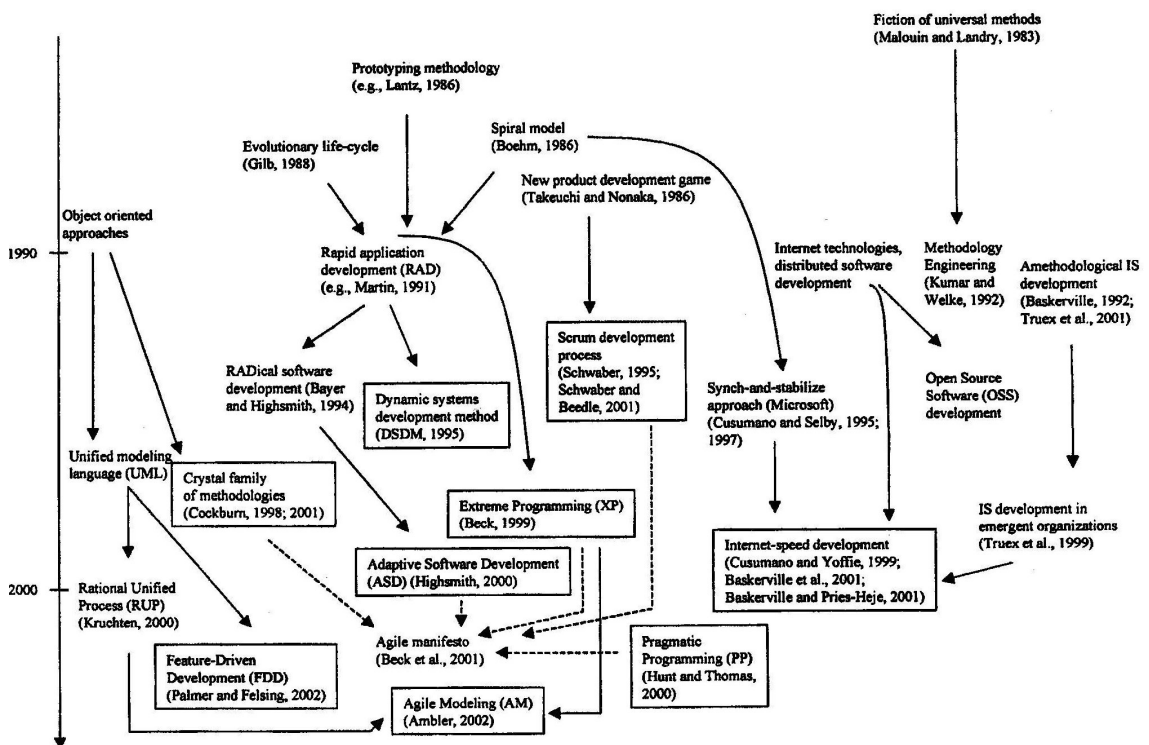 Fiction of universal methods
(Malouin and Landry, 1983)
Prototyping methodology
(e.g., Lantz, 1986)
Spiral model
(Boehm, 1986)
Evolutionary life-cycle
(Gilb, 1988)
New product development game
(Takeuchi and Nonaka, 1986)
Object oriented
approaches
1990
Rapid application
development (RAD)
(e.g., Martin, 1991)
Internet technologies,
distributed software
development
Methodology
Engineering
(Kumar and
Welke, 1992)
Amethodological IS
development
(Baskerville, 1992;
Truex et al., 2001)
Scrum development
process
(Schwaber, 1995;
Schwaber and
Beedle, 2001)
RADical software
development (Bayer
and Highsmith, 1994)
Dynamic systems
development method
(DSDM, 1995)
Synch-and-stabilize
approach (Microsoft)
(Cusumano and Selby, 1995;
1997)
Open Source
Software (OSS)
development
Unified modeling
language (UML)
Crystal family
of methodologies
(Cockburn, 1998; 2001)
Extreme Programming (XP)
(Beck, 1999)
IS development in
emergent organizations
(Truex et al., 1999)
Internet-speed development
(Cusumano and Yoffie, 1999;
Baskerville et al., 2001;
Baskerville and Pries-Heje, 2001)
Adaptive Software Development
(ASD) (Highsmith, 2000)
2000
Rational Unified
Process (RUP)
(Kruchten, 2000)
Agile manifesto
(Beck et al., 2001)
Pragmatic
Programming (PP)
(Hunt and Thomas,
2000)
Feature-Driven
Development (FDD)
(Palmer and Felsing, 2002)
Agile Modeling (AM)
(Ambler, 2002)